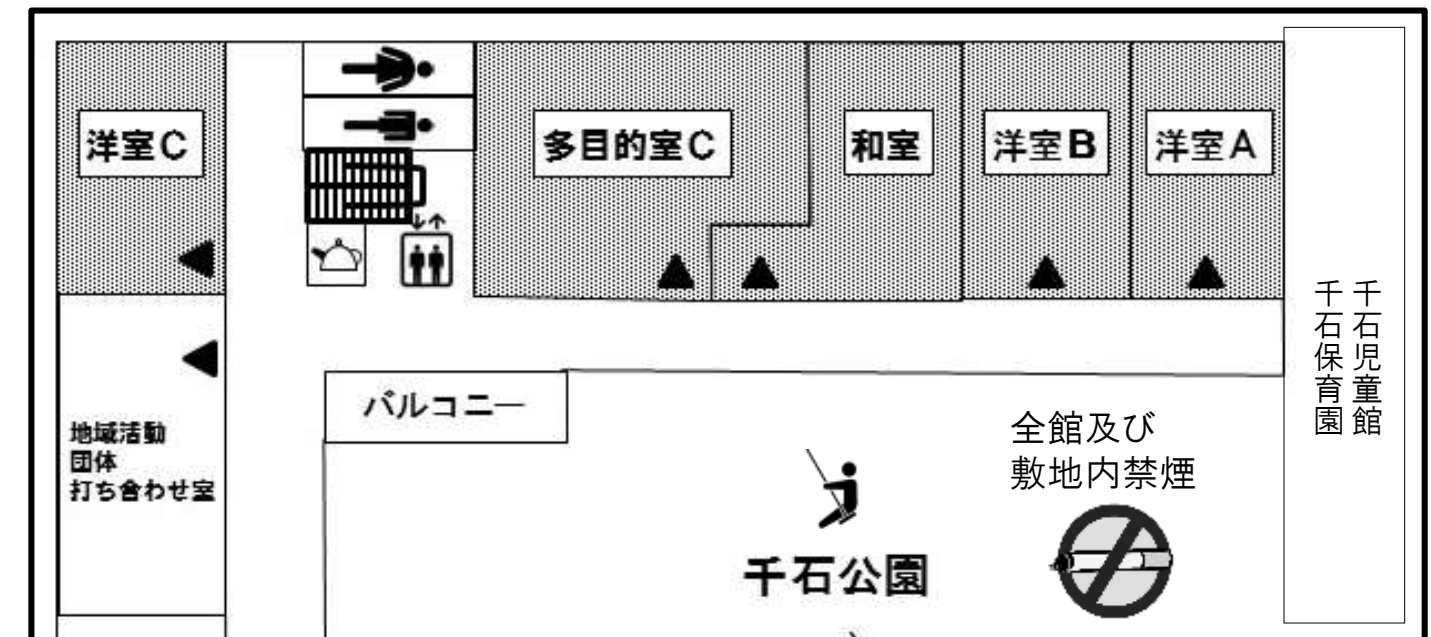 洋室C
多目的室C
和室
洋室B
洋室A
千石児童館
千石保育園
バルコニー
地域活動
団体
打ち合わせ室
全館及び
敷地内禁煙
千石公園